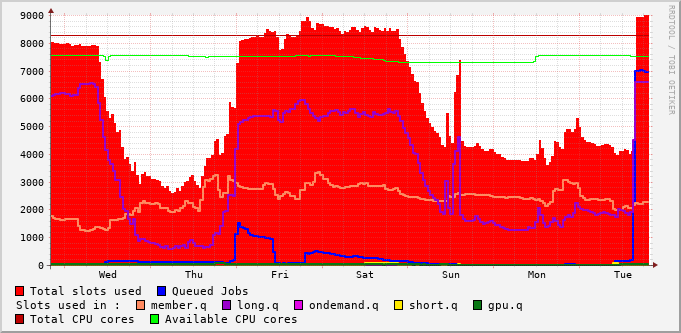 9000
8000
7000
6000
5000
4000
3000
2000
1000
0
Wed Thu Fri Sat Sun Mon Tue
RRDTOOL / TOBI OETIKER
Total slots used Queued Jobs
Slots used in : member.q long.q ondemand.q short.q gpu.q
Total CPU cores Available CPU cores